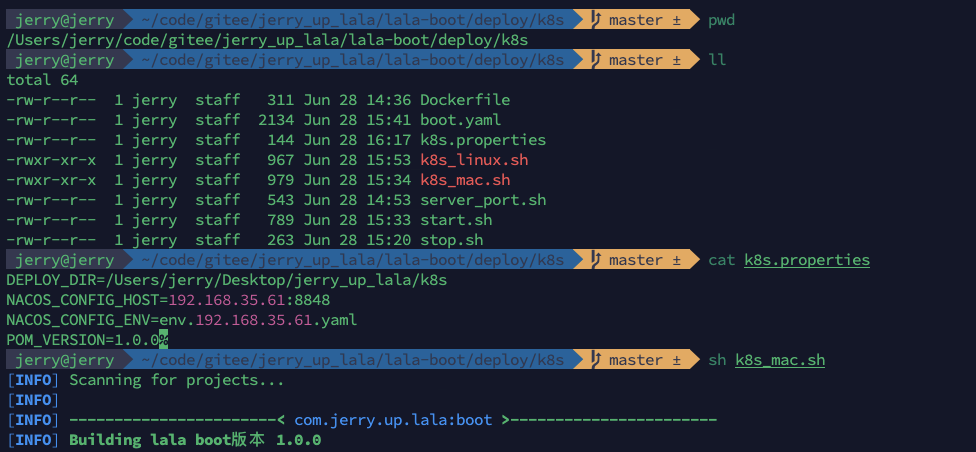 jerry@jerry ~/code/gitee/jerry_up_lala/lala-boot/deploy/k8s master ± pwd
/Users/jerry/code/gitee/jerry_up_lala/lala-boot/deploy/k8s
jerry@jerry ~/code/gitee/jerry_up_lala/lala-boot/deploy/k8s master ± ll
total 64
-rw-r--r-- 1 jerry staff 311 Jun 28 14:36 Dockerfile
-rw-r--r-- 1 jerry staff 2134 Jun 28 15:41 boot.yaml
-rw-r--r-- 1 jerry staff 144 Jun 28 16:17 k8s.properties
-rwxr-xr-x 1 jerry staff 967 Jun 28 15:53 k8s_linux.sh
-rwxr-xr-x 1 jerry staff 979 Jun 28 15:34 k8s_mac.sh
-rw-r--r-- 1 jerry staff 543 Jun 28 14:53 server_port.sh
-rw-r--r-- 1 jerry staff 789 Jun 28 15:33 start.sh
-rw-r--r-- 1 jerry staff 263 Jun 28 15:20 stop.sh
jerry@jerry ~/code/gitee/jerry_up_lala/lala-boot/deploy/k8s master ± cat k8s.properties
DEPLOY_DIR=/Users/jerry/Desktop/jerry_up_lala/k8s
NACOS_CONFIG_HOST=192.168.35.61:8848
NACOS_CONFIG_ENV=env.192.168.35.61.yaml
POM_VERSION=1.0.0%
jerry@jerry ~/code/gitee/jerry_up_lala/lala-boot/deploy/k8s master ± sh k8s_mac.sh
[INFO] Scanning for projects...
[INFO]
[INFO] -----------------------< com.jerry.up.lala:boot >-----------------------
[INFO] Building lala boot版本 1.0.0